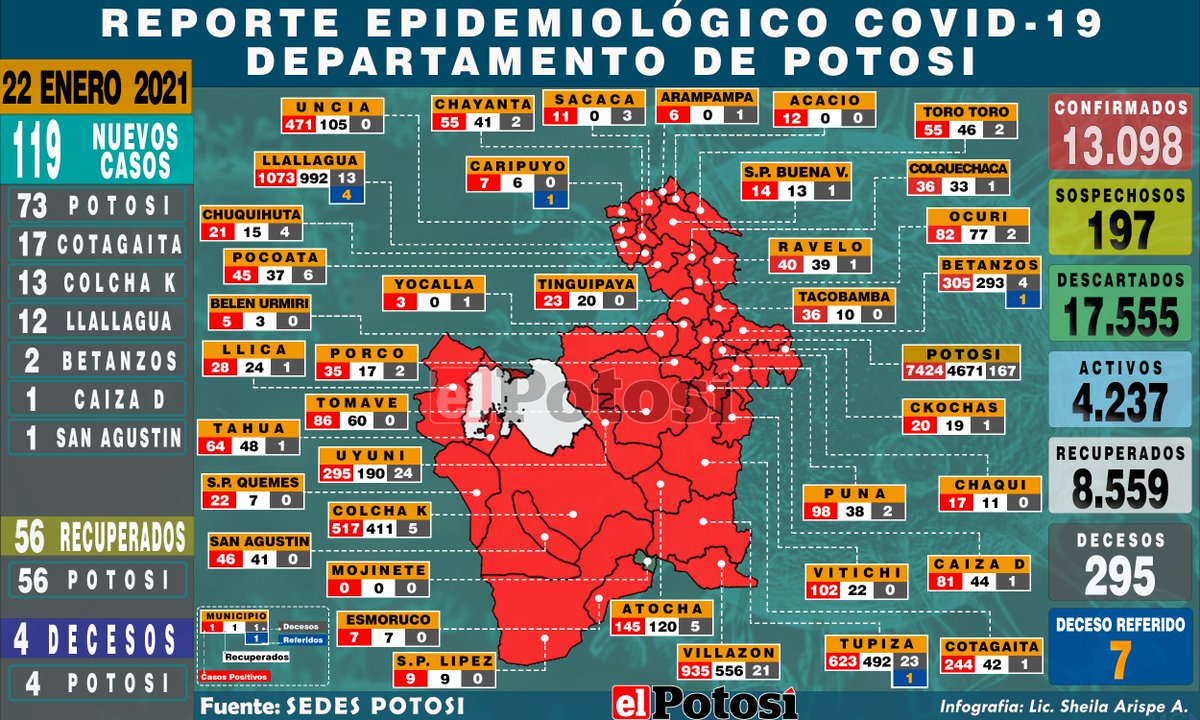 REPORTE EPIDEMIOLÓGICO COVID-19
DEPARTAMENTO DE POTOSI
22 ENERO 2021
119 NUEVOS CASOS
73 POTOSI
17 COTAGAITA
13 COLCHA K
12 LLALLAGUA
2 BETANZOS
1 CAIZA D
1 SAN AGUSTIN
56 RECUPERADOS
56 POTOSI
4 DECESOS
4 POTOSI
UNCIA
471 105 0
CHAYANTA
55 41 2
SACACA
11 0 3
ARAMPAMPA
6 0 1
ACACIO
12 0 0
TORO TORO
55 46 2
LLALLAGUA
1073 992 13
4
CARIPUYO
7 6 0
1
S.P. BUENA V.
14 13 1
COLQUECHACA
36 33 1
CHUQUIHUTA
21 15 4
OCURI
82 77 2
POCOATA
45 37 6
RAVELO
40 39 1
BETANZOS
305 293 4
1
YOCALLA
3 0 1
TINGUIPAYA
23 20 0
TACOBAMBA
36 10 0
BELEN URMIRI
5 3 0
LLICA
28 24 1
PORCO
35 17 2
POTOSI
7424 4671 167
el Potosí
TOMAVE
86 60 0
CKOCHAS
20 19 1
TAHUA
64 48 1
UYUNI
295 190 24
S.P. QUEMES
22 7 0
PUNA
98 38 2
CHAQUI
17 11 0
COLCHA K
517 411 5
SAN AGUSTIN
46 41 0
MOJINETE
0 0 0
VITICHI
102 22 0
CAIZA D
81 44 1
ESMORUCO
7 7 0
ATOCHA
145 120 5
S.P. LIPEZ
9 9 0
VILLAZON
935 556 21
TUPIZA
623 492 23
1
COTAGAITA
244 42 1
MUNICIPIO
1 1 1
1
Decesos
Referidos
Recuperados
Casos Positivos
CONFIRMADOS
13.098
SOSPECHOSOS
197
DESCARTADOS
17.555
ACTIVOS
4.237
RECUPERADOS
8.559
DECESOS
295
DECESO REFERIDO
7
Fuente: SEDES POTOSI
el Potosí
Infografia: Lic. Sheila Arispe A.